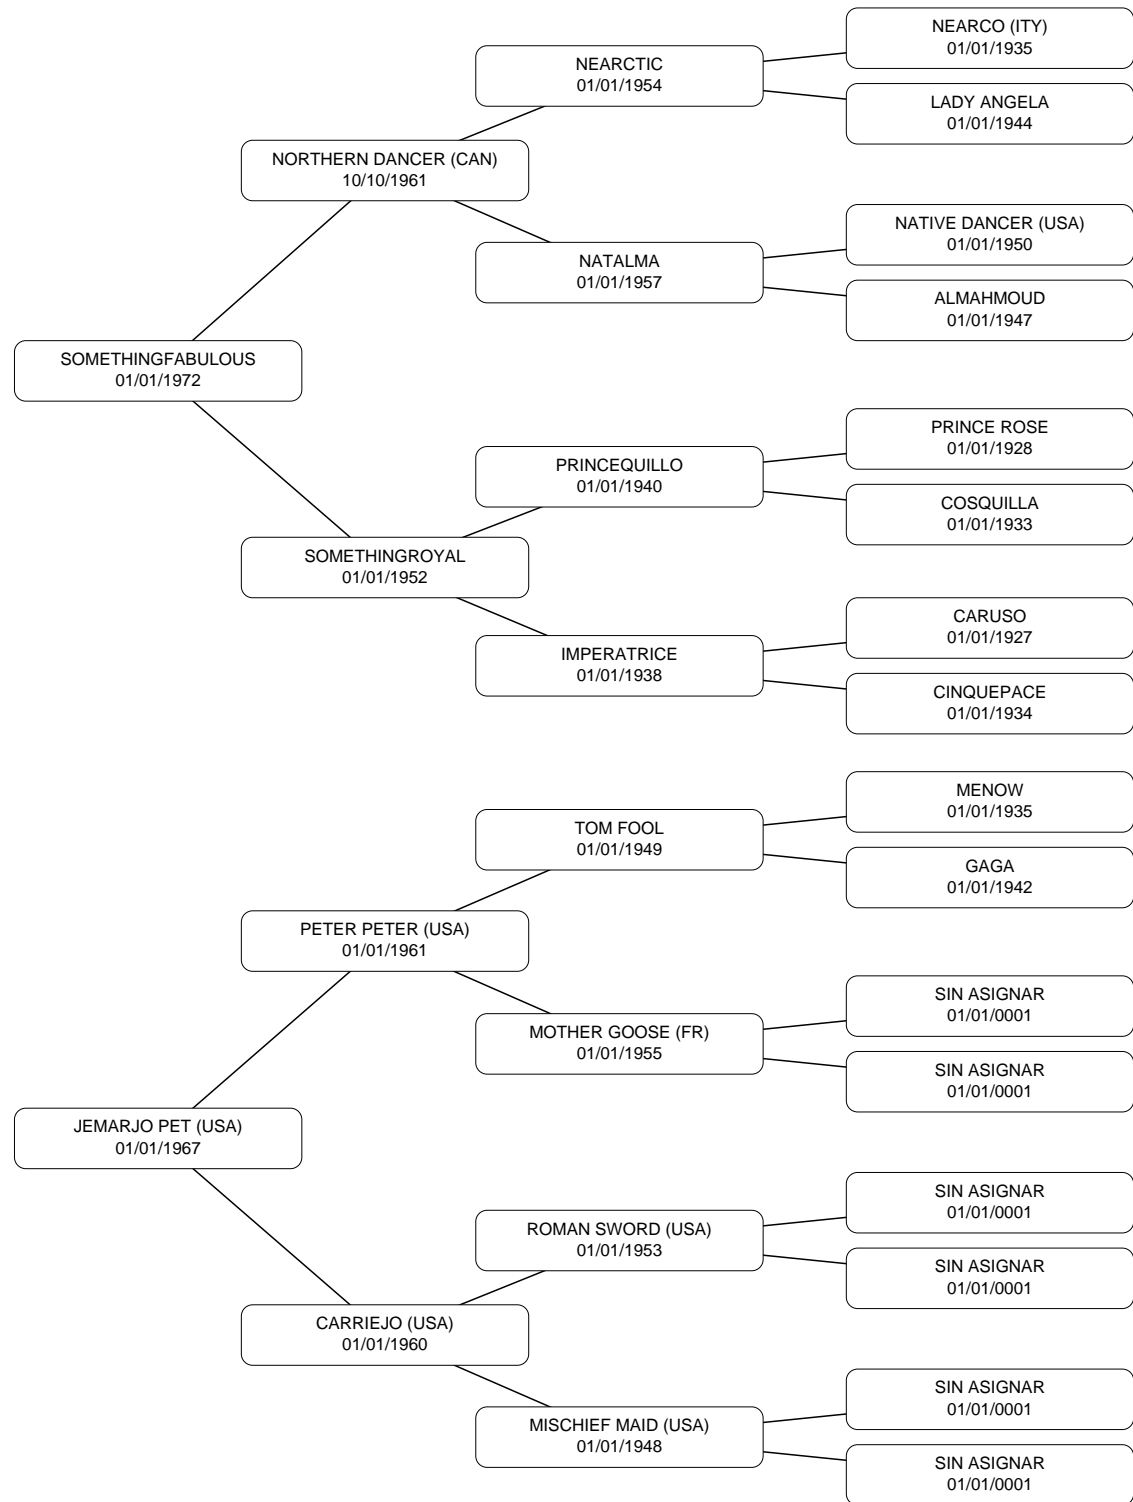 NEARCO (ITY)
01/01/1935
NEARCTIC
01/01/1954
LADY ANGELA
01/01/1944
NORTHERN DANCER (CAN)
10/10/1961
NATIVE DANCER (USA)
01/01/1950
NATALMA
01/01/1957
ALMAHMOUD
01/01/1947
SOMETHINGFABULOUS
01/01/1972
PRINCE ROSE
01/01/1928
PRINCEQUILLO
01/01/1940
COSQUILLA
01/01/1933
SOMETHINGROYAL
01/01/1952
CARUSO
01/01/1927
IMPERATRICE
01/01/1938
CINQUEPACE
01/01/1934
MENOW
01/01/1935
TOM FOOL
01/01/1949
GAGA
01/01/1942
PETER PETER (USA)
01/01/1961
SIN ASIGNAR
01/01/0001
MOTHER GOOSE (FR)
01/01/1955
SIN ASIGNAR
01/01/0001
JEMARJO PET (USA)
01/01/1967
SIN ASIGNAR
01/01/0001
ROMAN SWORD (USA)
01/01/1953
SIN ASIGNAR
01/01/0001
CARRIEJO (USA)
01/01/1960
SIN ASIGNAR
01/01/0001
MISCHIEF MAID (USA)
01/01/1948
SIN ASIGNAR
01/01/0001